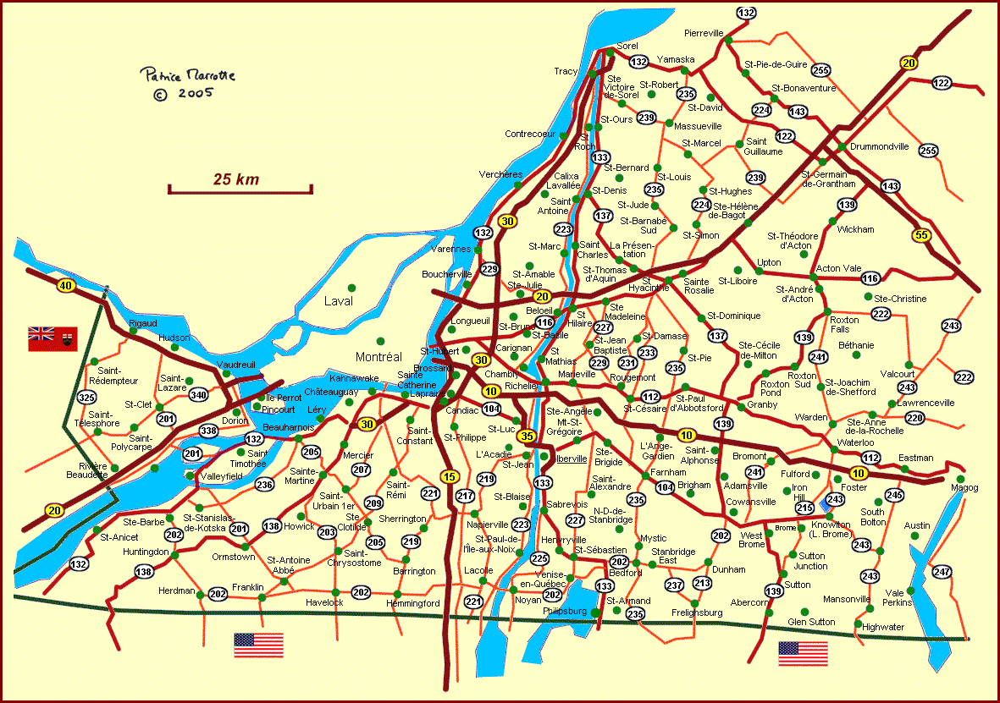 132
Pierreville
Sorel
132
Yamaska
20
Tracy
St-Pie-de-Guire
255
Patrice Marcotte
© 2005
Ste
Victoire
de-Sorel
St-Robert
235
St-Bonaventure
122
St-David
224
143
St-Ours
239
Massueville
122
Contrecoeur
St
Roch
St-Marcel
Saint
Guillaume
Drummondville
255
133
25 km
Verchères
Calixa
Lavallée
St-Bernard
St-Louis
239
St-Germain
de-Grantham
143
St-Denis
235
St-Hughes
Saint
Antoine
St-Jude
224
Ste-Hélène
de-Bagot
139
30
137
St-Barnabé
Sud
Wickham
132
223
St-Simon
St-Théodore
d'Acton
55
Varennes
St-Marc
Saint
Charles
La Présen-
tation
229
Boucherville
St-Amable
St-Thomas
d'Aquin
St
Hyacinthe
Sainte
Rosalie
St-Liboire
Upton
Acton Vale
116
40
Laval
Ste-Julie
20
St-André
d'Acton
Ste-Christine
Beloeil
St
Hilaire
Ste
Madeleine
St-Dominique
Roxton
Falls
222
243
Rigaud
Hudson
Longueuil
St-Bruno
116
St-Basile
227
137
139
Béthanie
Montréal
St-Hubert
Carignan
St-Jean
Baptiste
St-Damase
Ste-Cécile
de-Milton
241
30
St
Mathias
233
St-Pie
Vaudreuil
Brossard
Chambly
229
231
235
Roxton
Sud
Valcourt
222
Saint-
Rédempteur
Saint-
Lazare
Kahnawake
Sainte
Catherine
Richelieu
Marieville
Rougemont
Roxton
Pond
St-Joachim
de-Shefford
243
325
340
Ile Perrot
Châteauguay
Laprairie
10
112
St-Paul
d'Abbotsford
St-Clet
Pincourt
Léry
Candiac
104
St-Césaire
Granby
Lawrenceville
Saint-
Télesphore
201
Dorion
Beauharnois
30
Ste-Angèle
139
Warden
Ste-Anne
de-la-Rochelle
220
Saint-
Polycarpe
338
132
Saint-
Constant
St-Philippe
St-Luc
35
Mt-St-
Grégoire
10
Waterloo
201
Saint
Timothée
205
Mercier
L'Acadie
St-Jean
Iberville
Ste-
Brigide
L'Ange-
Gardien
Saint-
Alphonse
Bromont
112
Eastman
Rivière
Beaudette
Valleyfield
Sainte-
Martine
207
15
219
Farnham
241
Fulford
10
236
Saint-
Rémi
133
Saint-
Alexandre
104
Adamsville
Iron
Hill
Foster
245
Magog
Saint-
Urbain 1er
221
217
St-Blaise
235
Brigham
243
20
St-Stanislas-
de-Kotska
209
Sabrevois
Cowansville
215
South
Bolton
Ste-Barbe
Howick
Ste
Clotilde
Sherrington
Napierville
223
227
N-D-de-
Stanbridge
Knowlton
(L. Brome)
St-Anicet
202
201
138
203
205
219
St-Paul-de-
l'Île-aux-Noix
Henryville
Mystic
202
West
Brome
Brome
Austin
Huntingdon
Ormstown
Saint-
Chrysostome
225
St-Sébastien
Stanbridge
East
243
132
138
St-Antoine
Abbé
Barrington
Lacolle
202
Bedford
Dunham
Sutton
Junction
247
Herdman
202
Franklin
202
Venise-
en-Québec
133
237
213
Sutton
243
Havelock
Hemmingford
221
Noyan
202
St-Armand
139
Mansonville
Vale
Perkins
Philipsburg
235
Frelighsburg
Abercorn
Glen Sutton
Highwater